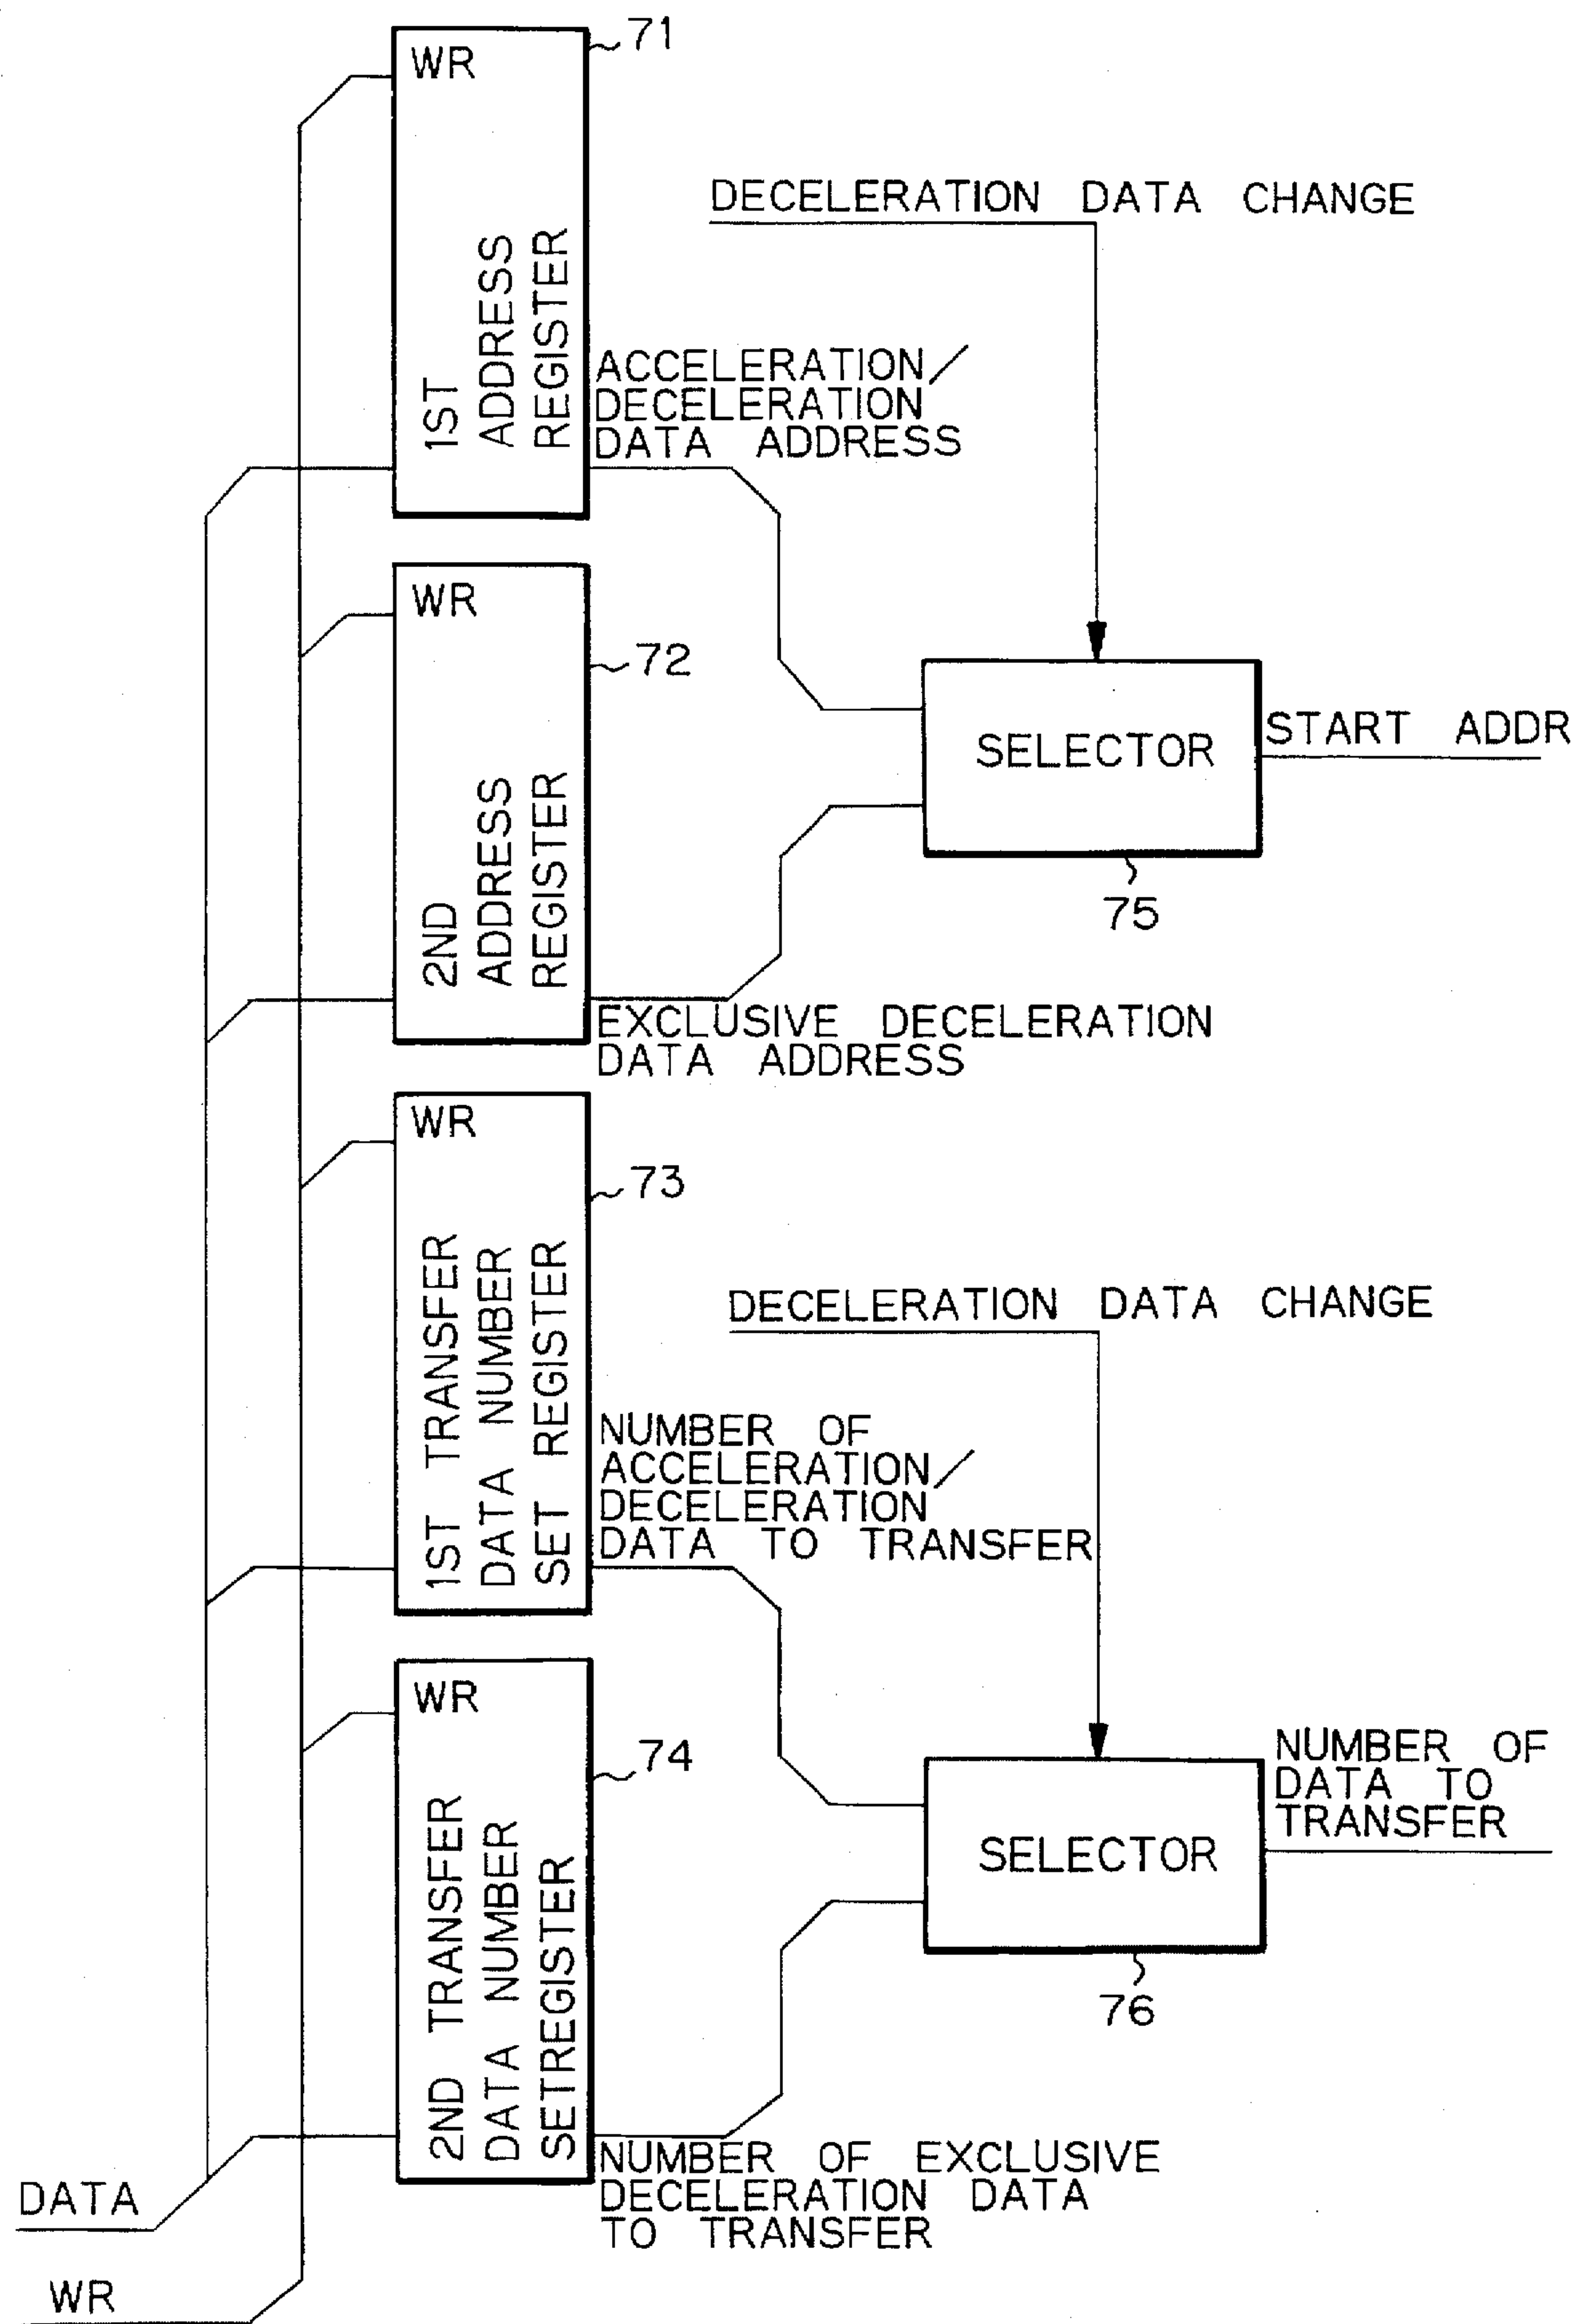 71
WR
1ST
ADDRESS
REGISTER
DECELERATION DATA CHANGE
ACCELERATION/
DECELERATION
DATA ADDRESS
WR
72
2ND
ADDRESS
REGISTER
SELECTOR
START ADDR
75
EXCLUSIVE DECELERATION
DATA ADDRESS
WR
73
1ST TRANSFER
DATA NUMBER
SET REGISTER
DECELERATION DATA CHANGE
NUMBER OF
ACCELERATION/
DECELERATION
DATA TO TRANSFER
WR
74
2ND TRANSFER
DATA NUMBER
SETREGISTER
SELECTOR
NUMBER OF
DATA TO
TRANSFER
76
NUMBER OF EXCLUSIVE
DECELERATION DATA
TO TRANSFER
DATA
WR